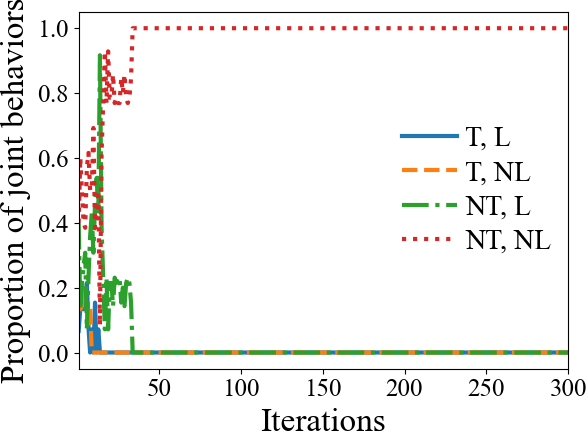 Proportion of joint behaviors
1.0
0.8
0.6
0.4
0.2
0.0
T, L
T, NL
NT, L
NT, NL
50
100
150
200
250
300
Iterations